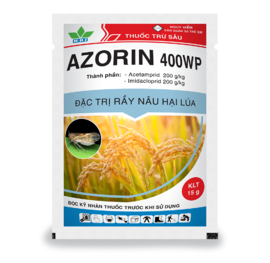 THUỐC TRỪ SÂU
AZORIN 400WP
Thành phần: - Acetamprid 200 g/kg
- Imidacloprid 200 g/kg
ĐẶC TRỊ RẦY NÂU HẠI LÚA
KLT
15 g
ĐỌC KỸ NHÃN THUỐC TRƯỚC KHI SỬ DỤNG